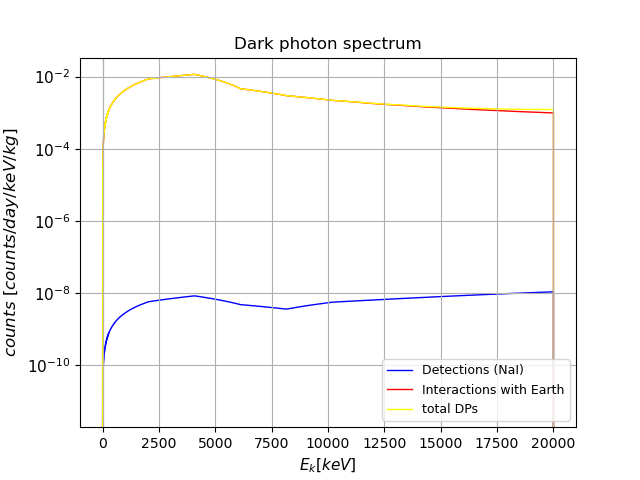 Dark photon spectrum
counts [counts/day/keV/kg]
10⁻²
10⁻⁴
10⁻⁶
10⁻⁸
10⁻¹⁰
Detections (NaI)
Interactions with Earth
total DPs
0 2500 5000 7500 10000 12500 15000 17500 20000
Eₖ[keV]